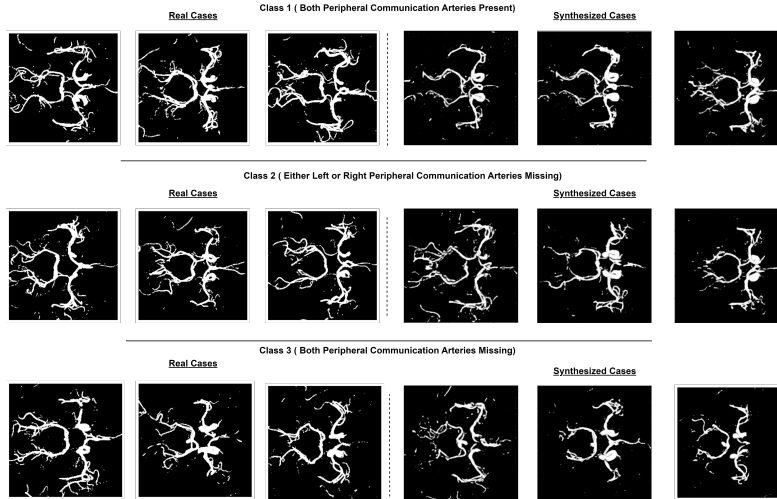 Class 1 ( Both Peripheral Communication Arteries Present)
Real Cases
Synthesized Cases
Class 2 ( Either Left or Right Peripheral Communication Arteries Missing)
Real Cases
Synthesized Cases
Class 3 ( Both Peripheral Communication Arteries Missing)
Real Cases
Synthesized Cases